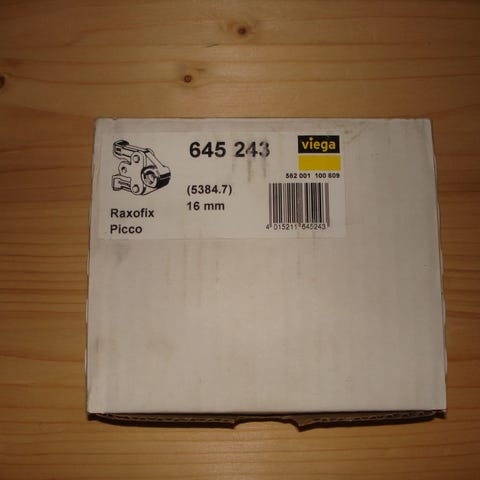 645 243
viega
582 001 100 609
(5384.7)
16 mm
Raxofix
Picco
4 015211 645243